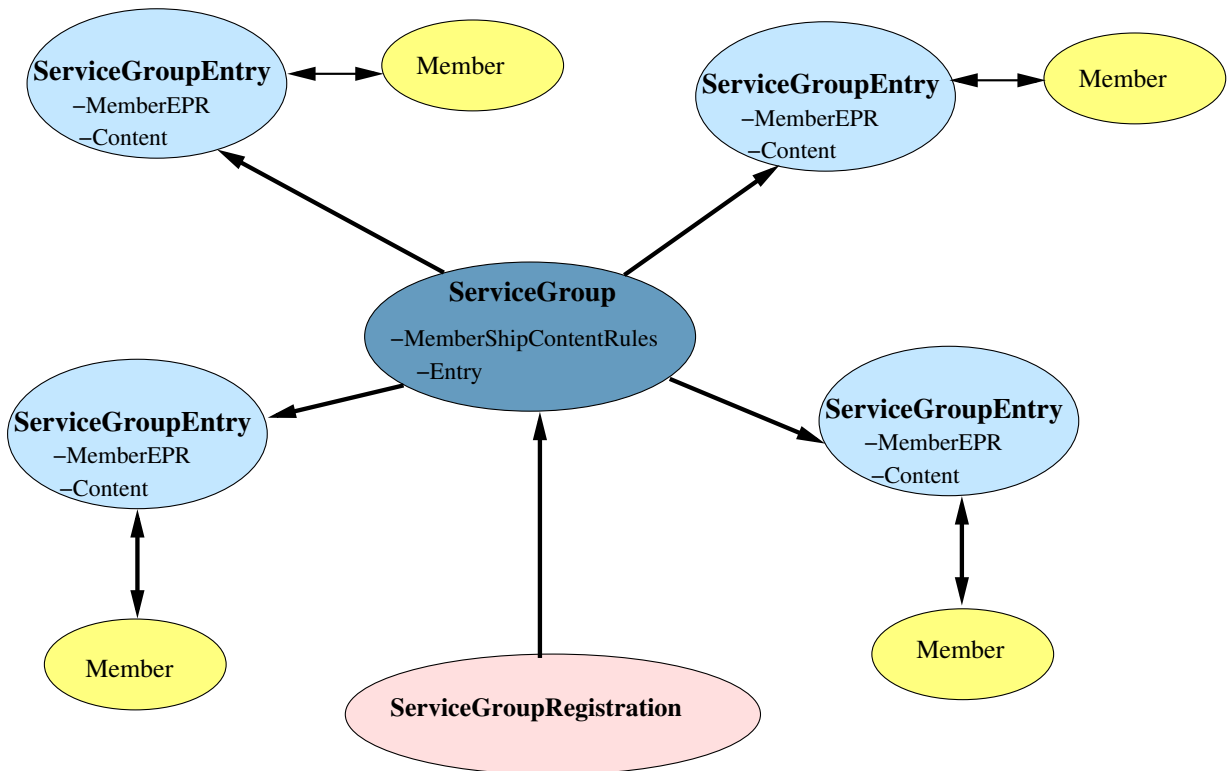 ServiceGroupEntry
−MemberEPR
−Content
Member
ServiceGroupEntry
−MemberEPR
−Content
Member
ServiceGroup
−MemberShipContentRules
−Entry
ServiceGroupEntry
−MemberEPR
−Content
Member
ServiceGroupEntry
−MemberEPR
−Content
Member
ServiceGroupRegistration